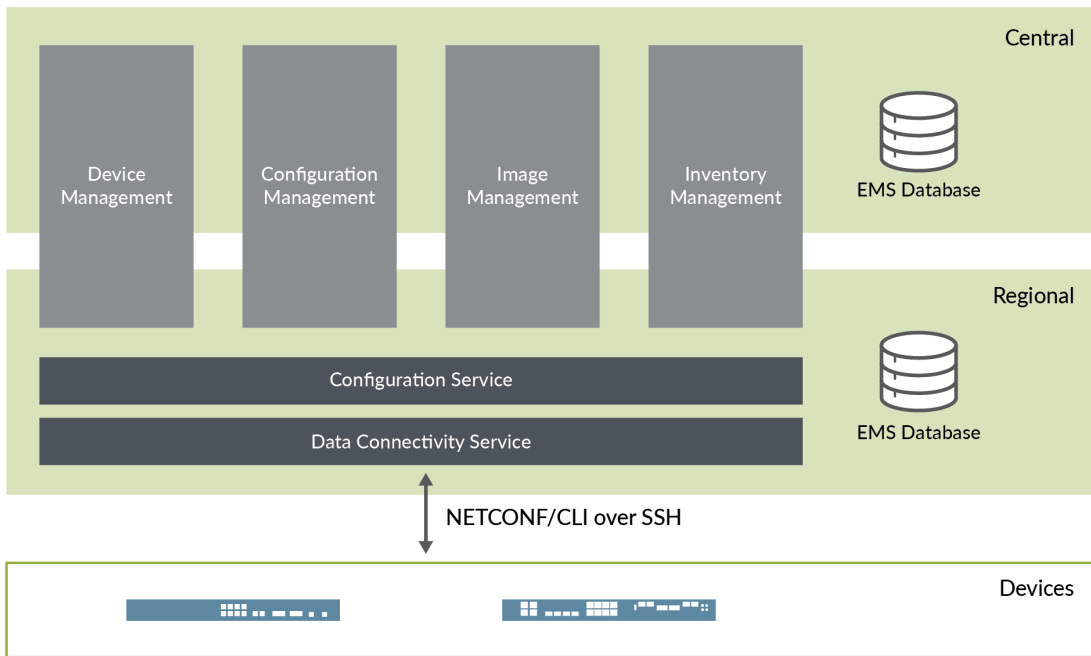 Central
Device
Management
Configuration
Management
Image
Management
Inventory
Management
EMS Database
Regional
Configuration Service
EMS Database
Data Connectivity Service
NETCONF/CLI over SSH
Devices